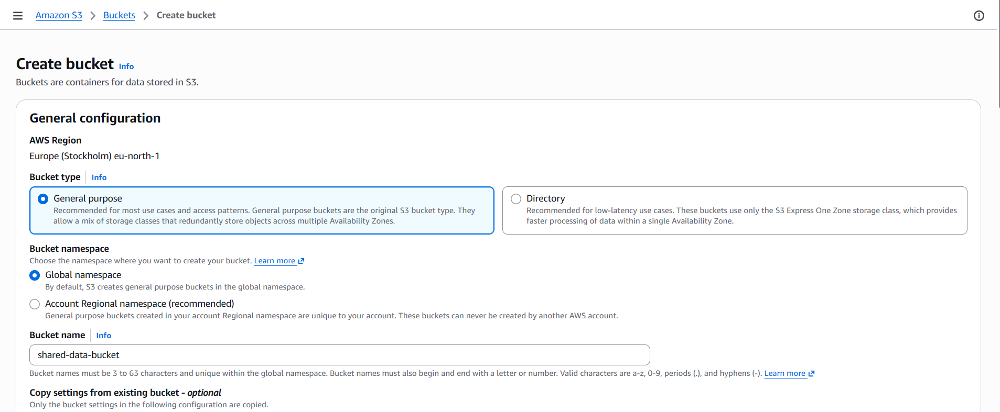 Amazon S3 Buckets Create bucket
Create bucket Info
Buckets are containers for data stored in S3.
General configuration
AWS Region
Europe (Stockholm) eu-north-1
Bucket type Info
General purpose
Recommended for most use cases and access patterns. General purpose buckets are the original S3 bucket type. They
allow a mix of storage classes that redundantly store objects across multiple Availability Zones.
Directory
Recommended for low-latency use cases. These buckets use only the S3 Express One Zone storage class, which provides
faster processing of data within a single Availability Zone.
Bucket namespace
Choose the namespace where you want to create your bucket. Learn more
Global namespace
By default, S3 creates general purpose buckets in the global namespace.
Account Regional namespace (recommended)
General purpose buckets created in your account Regional namespace are unique to your account. These buckets can never be created by another AWS account.
Bucket name Info
shared-data-bucket
Bucket names must be 3 to 63 characters and unique within the global namespace. Bucket names must also begin and end with a letter or number. Valid characters are a-z, 0-9, periods (.), and hyphens (-). Learn more
Copy settings from existing bucket - optional
Only the bucket settings in the following configuration are copied.